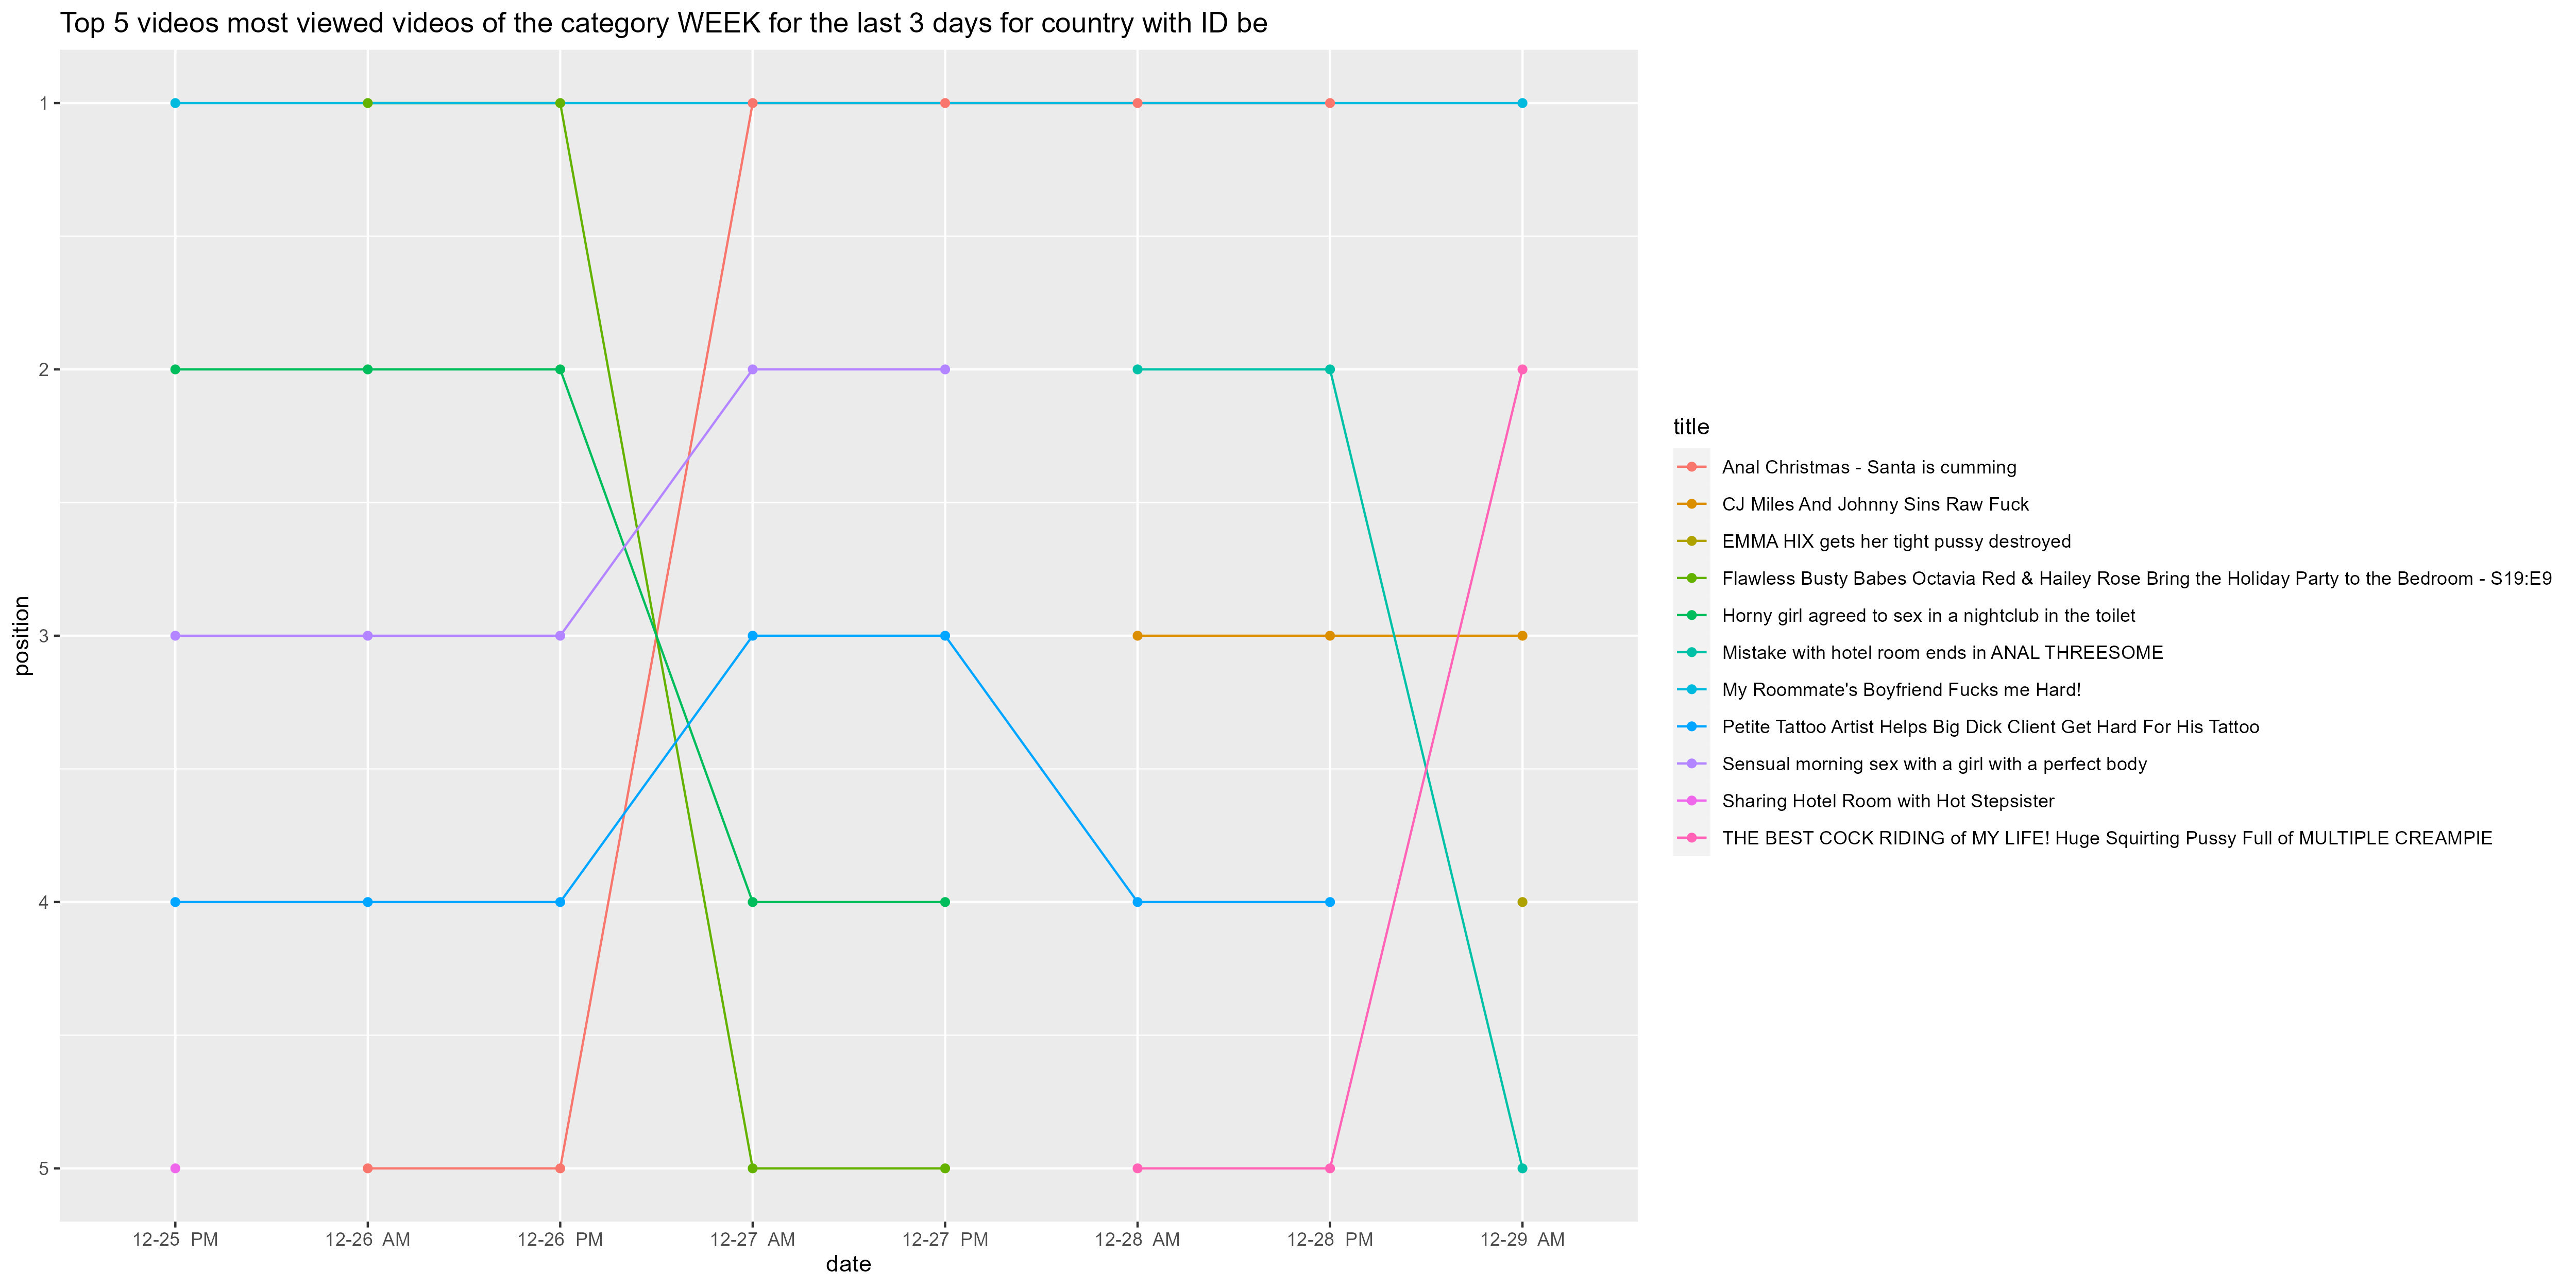 Top 5 videos most viewed videos of the category WEEK for the last 3 days for country with ID be
position
1
2
3
4
5
12-25 PM
12-26 AM
12-26 PM
12-27 AM
12-27 PM
12-28 AM
12-28 PM
12-29 AM
date
title
Anal Christmas - Santa is cumming
CJ Miles And Johnny Sins Raw Fuck
EMMA HIX gets her tight pussy destroyed
Flawless Busty Babes Octavia Red & Hailey Rose Bring the Holiday Party to the Bedroom - S19:E9
Horny girl agreed to sex in a nightclub in the toilet
Mistake with hotel room ends in ANAL THREESOME
My Roommate's Boyfriend Fucks me Hard!
Petite Tattoo Artist Helps Big Dick Client Get Hard For His Tattoo
Sensual morning sex with a girl with a perfect body
Sharing Hotel Room with Hot Stepsister
THE BEST COCK RIDING of MY LIFE! Huge Squirting Pussy Full of MULTIPLE CREAMPIE